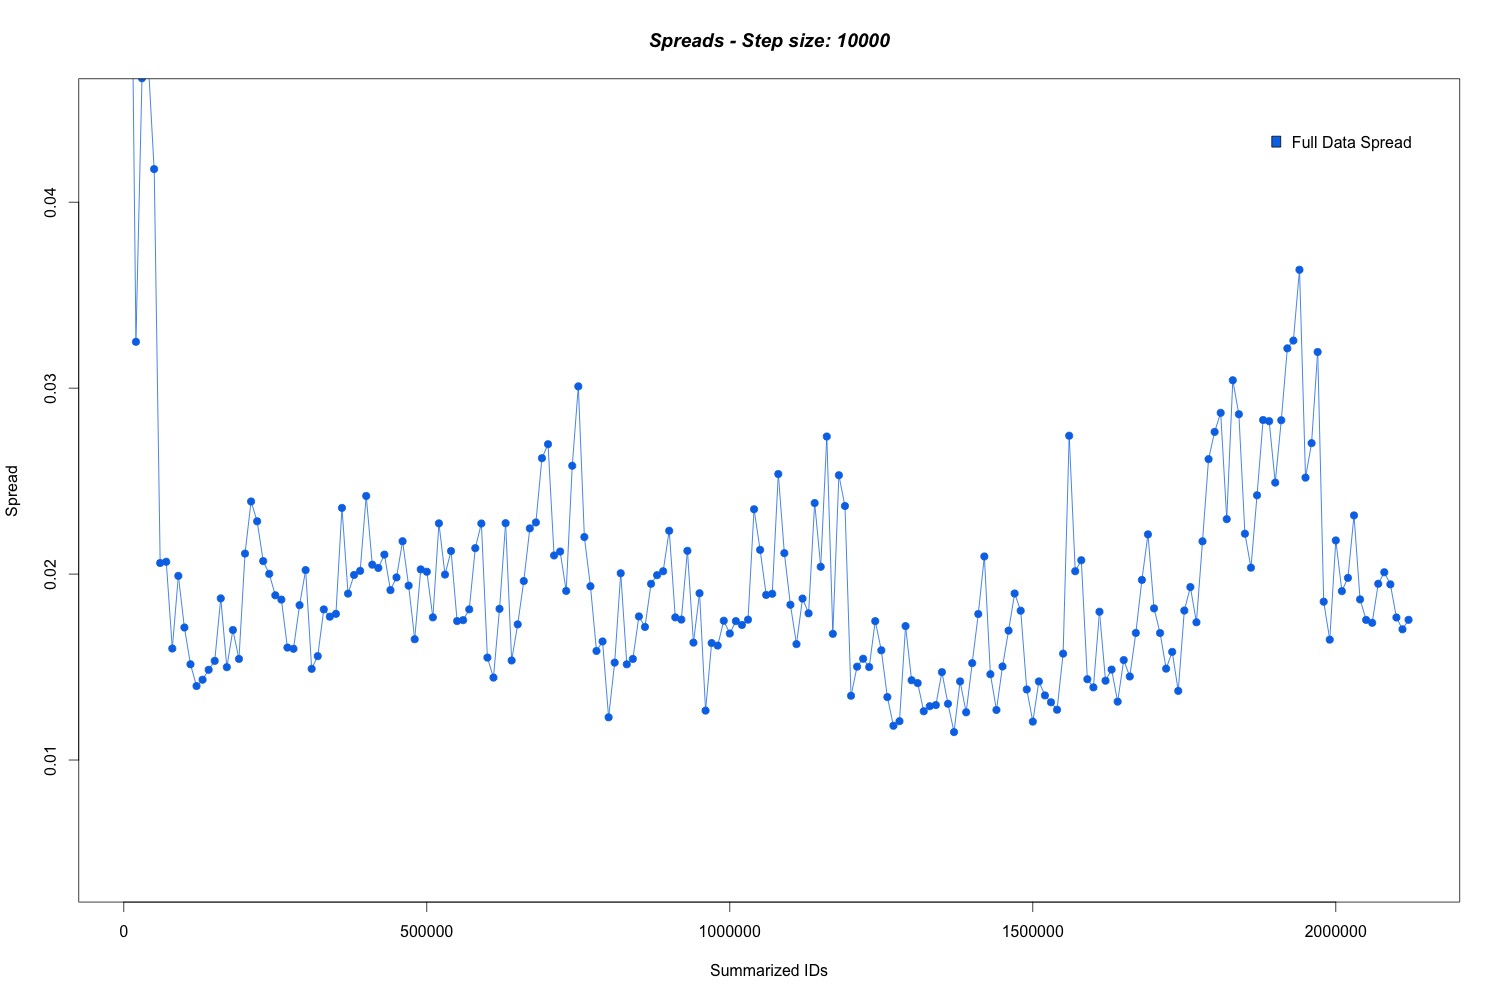 Spreads - Step size: 10000
Full Data Spread
0.04
0.03
0.02
0.01
Spread
0
500000
1000000
1500000
2000000
Summarized IDs